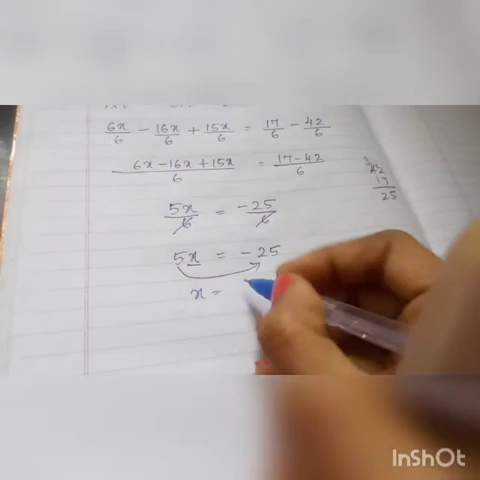 6x/6 - 16x/6 + 15x/6 = 17/6 - 42/6
6x - 16x + 15x/6 = 17 - 42/6
5x/6 = -25/6
5x = -25
x =
17
25
InShOt